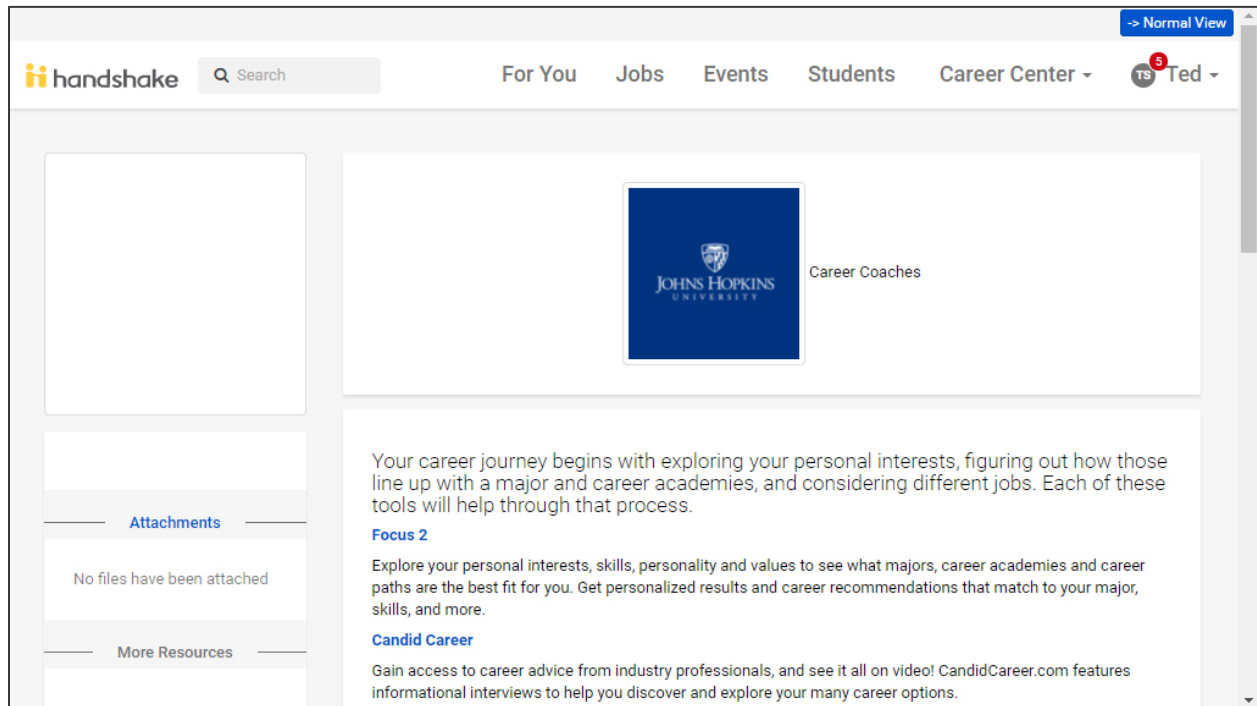 -> Normal View
handshake
Search
For You Jobs Events Students Career Center
TS 5 Ted
JOHNS HOPKINS
UNIVERSITY
Career Coaches
Attachments
No files have been attached
More Resources
Your career journey begins with exploring your personal interests, figuring out how those
line up with a major and career academies, and considering different jobs. Each of these
tools will help through that process.
Focus 2
Explore your personal interests, skills, personality and values to see what majors, career academies and career
paths are the best fit for you. Get personalized results and career recommendations that match to your major,
skills, and more.
Candid Career
Gain access to career advice from industry professionals, and see it all on video! CandidCareer.com features
informational interviews to help you discover and explore your many career options.